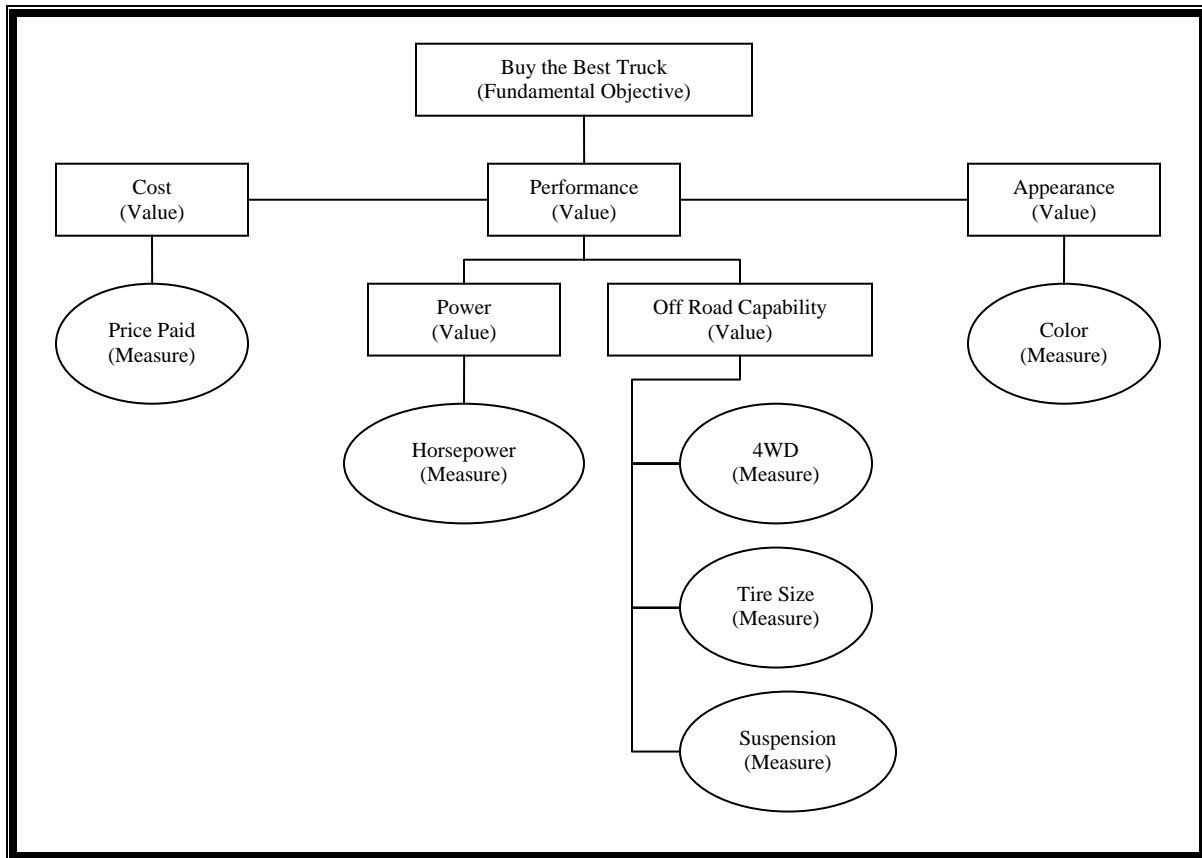 Buy the Best Truck
(Fundamental Objective)
Cost
(Value)
Performance
(Value)
Appearance
(Value)
Price Paid
(Measure)
Power
(Value)
Off Road Capability
(Value)
Color
(Measure)
Horsepower
(Measure)
4WD
(Measure)
Tire Size
(Measure)
Suspension
(Measure)